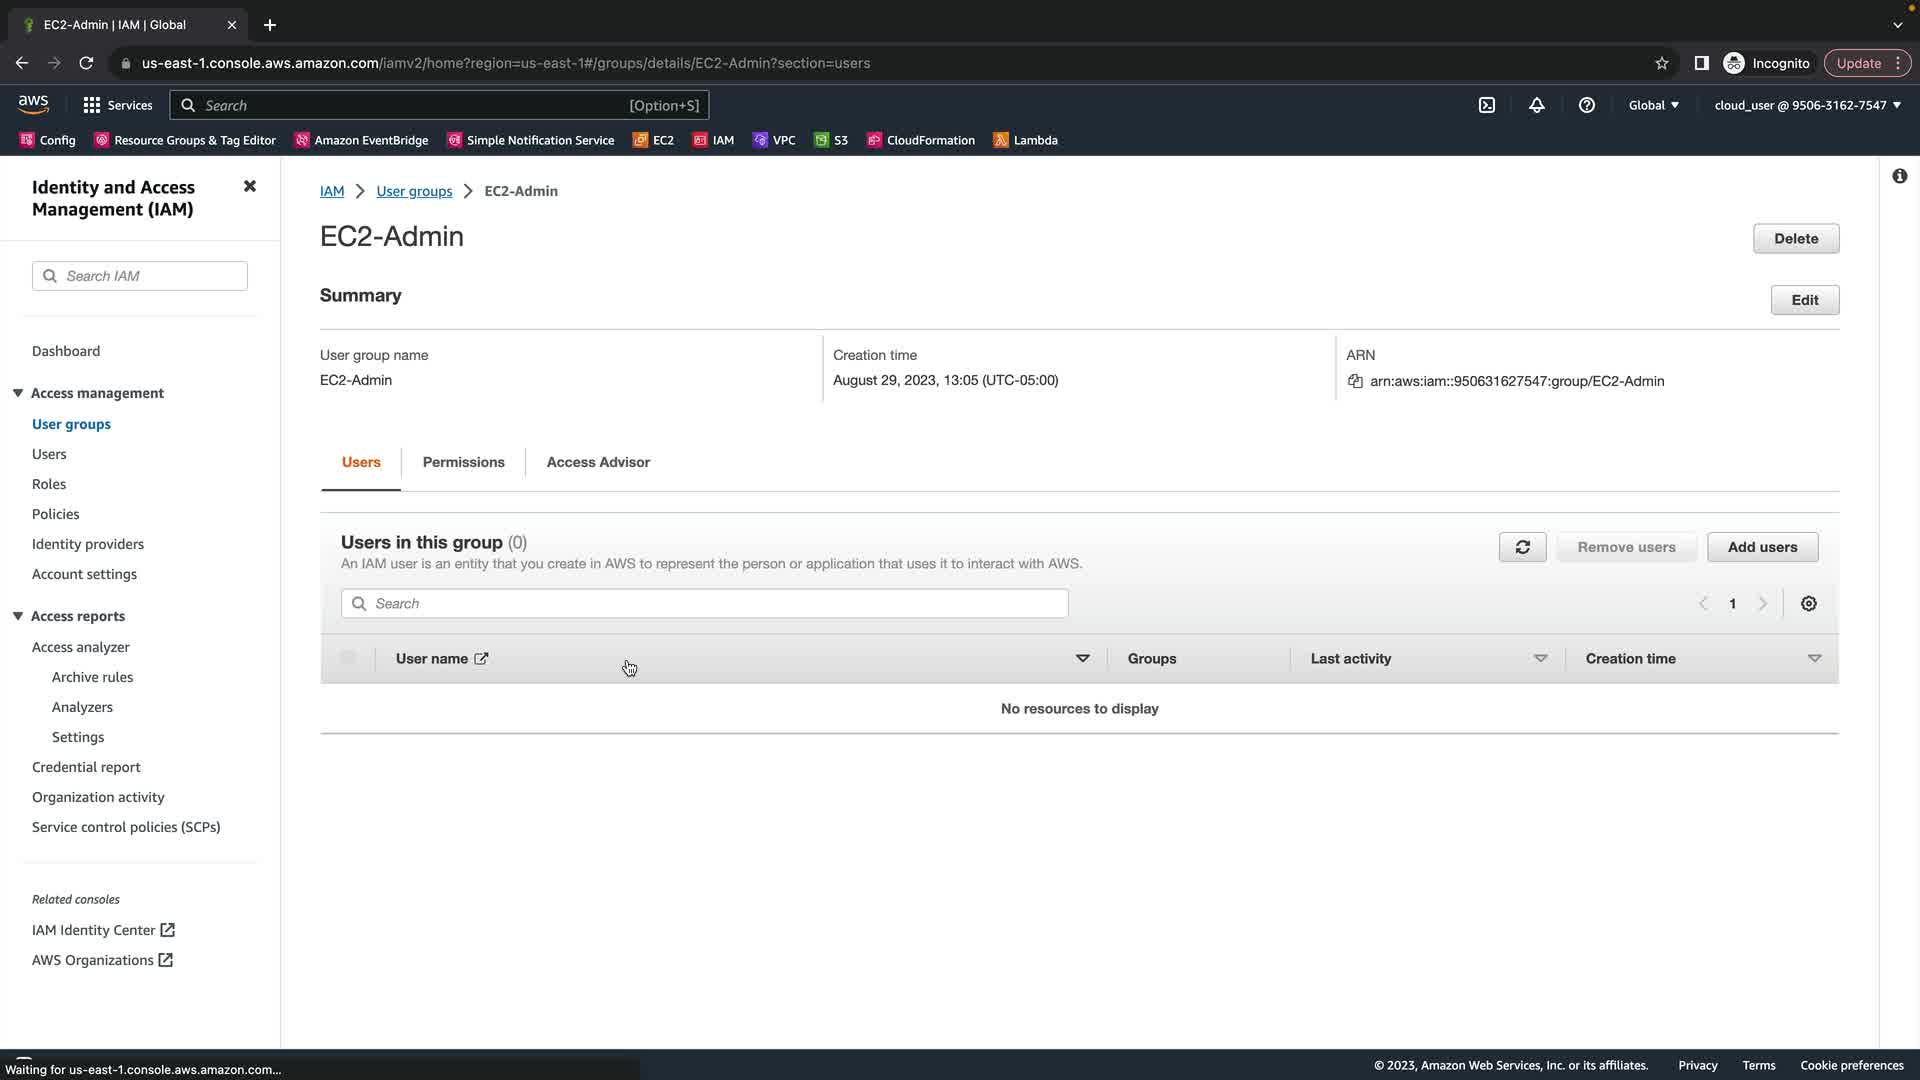 EC2-Admin | IAM | Global
us-east-1.console.aws.amazon.com/iamv2/home?region=us-east-1#/groups/details/EC2-Admin?section=users
Incognito
Update
aws
Services
Search
[Option+S]
Global
cloud_user @ 9506-3162-7547
Config
Resource Groups & Tag Editor
Amazon EventBridge
Simple Notification Service
EC2
IAM
VPC
S3
CloudFormation
Lambda
Identity and Access
Management (IAM)
Search IAM
Dashboard
Access management
User groups
Users
Roles
Policies
Identity providers
Account settings
Access reports
Access analyzer
Archive rules
Analyzers
Settings
Credential report
Organization activity
Service control policies (SCPs)
Related consoles
IAM Identity Center
AWS Organizations
IAM
User groups
EC2-Admin
EC2-Admin
Delete
Summary
Edit
User group name
EC2-Admin
Creation time
August 29, 2023, 13:05 (UTC-05:00)
ARN
arn:aws:iam::950631627547:group/EC2-Admin
Users
Permissions
Access Advisor
Users in this group (0)
An IAM user is an entity that you create in AWS to represent the person or application that uses it to interact with AWS.
Remove users
Add users
Search
1
User name
Groups
Last activity
Creation time
No resources to display
Waiting for us-east-1.console.aws.amazon.com...
© 2023, Amazon Web Services, Inc. or its affiliates.
Privacy
Terms
Cookie preferences